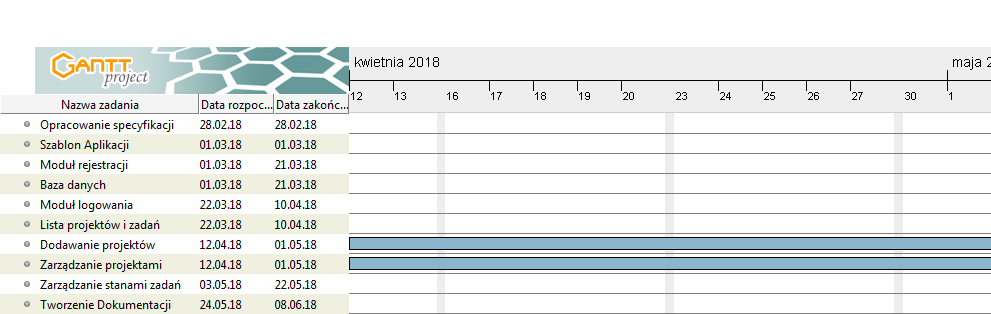 GANTT
project
kwietnia 2018 maja 2
Nazwa zadania Data rozpoc... Data zakońc... 12 13 16 17 18 19 20 23 24 25 26 27 30 1
Opracowanie specyfikacji 28.02.18 28.02.18
Szablon Aplikacji 01.03.18 01.03.18
Moduł rejestracji 01.03.18 21.03.18
Baza danych 01.03.18 21.03.18
Moduł logowania 22.03.18 10.04.18
Lista projektów i zadań 22.03.18 10.04.18
Dodawanie projektów 12.04.18 01.05.18
Zarządzanie projektami 12.04.18 01.05.18
Zarządzanie stanami zadań 03.05.18 22.05.18
Tworzenie Dokumentacji 24.05.18 08.06.18